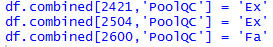 df.combined[2421,'PoolQC'] = 'Ex'
df.combined[2504,'PoolQC'] = 'Ex'
df.combined[2600,'PoolQC'] = 'Fa'